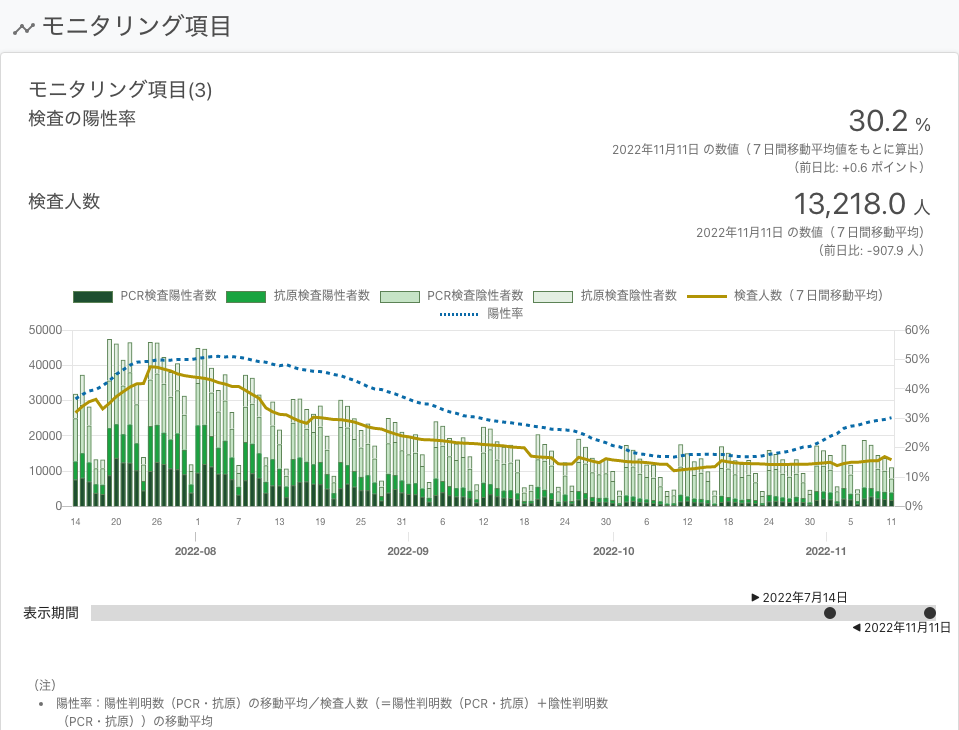 モニタリング項目
モニタリング項目(3)
検査の陽性率
30.2 %
2022年11月11日 の数値（７日間移動平均値をもとに算出）
（前日比: +0.6 ポイント）
検査人数
13,218.0 人
2022年11月11日 の数値（７日間移動平均）
（前日比: -907.9 人）
PCR検査陽性者数 抗原検査陽性者数 PCR検査陰性者数 抗原検査陰性者数 検査人数（７日間移動平均）
陽性率
50000 60%
40000 50%
30000 40%
20000 30%
10000 20%
0 10%
0%
14 20 26 1 7 13 19 25 31 6 12 18 24 30 6 12 18 24 30 5 11
2022-08 2022-09 2022-10 2022-11
▶ 2022年7月14日
表示期間
◀ 2022年11月11日
（注）
• 陽性率：陽性判明数（PCR・抗原）の移動平均／検査人数（＝陽性判明数（PCR・抗原）＋陰性判明数
（PCR・抗原））の移動平均